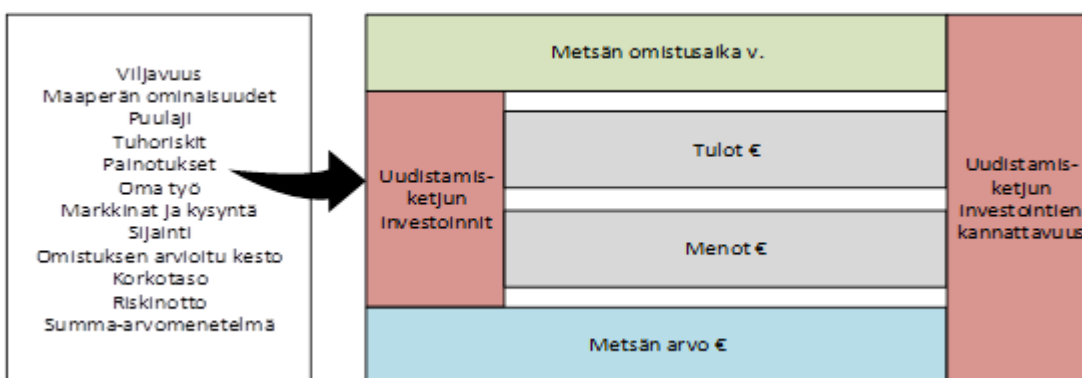 Viljavuus
Maaperän ominaisuudet
Puulaji
Tuhoriskit
Painotukset
Oma työ
Markkinat ja kysyntä
Sijainti
Omistuksen arvioitu kesto
Korkotaso
Riskinotto
Summa-arvomenetelmä
Metsän omistusaika v.
Uudistamis-
ketjun
investoinnit
Tulot €
Menot €
Metsän arvo €
Uudistamis-
ketjun
investointien
kannattavuus